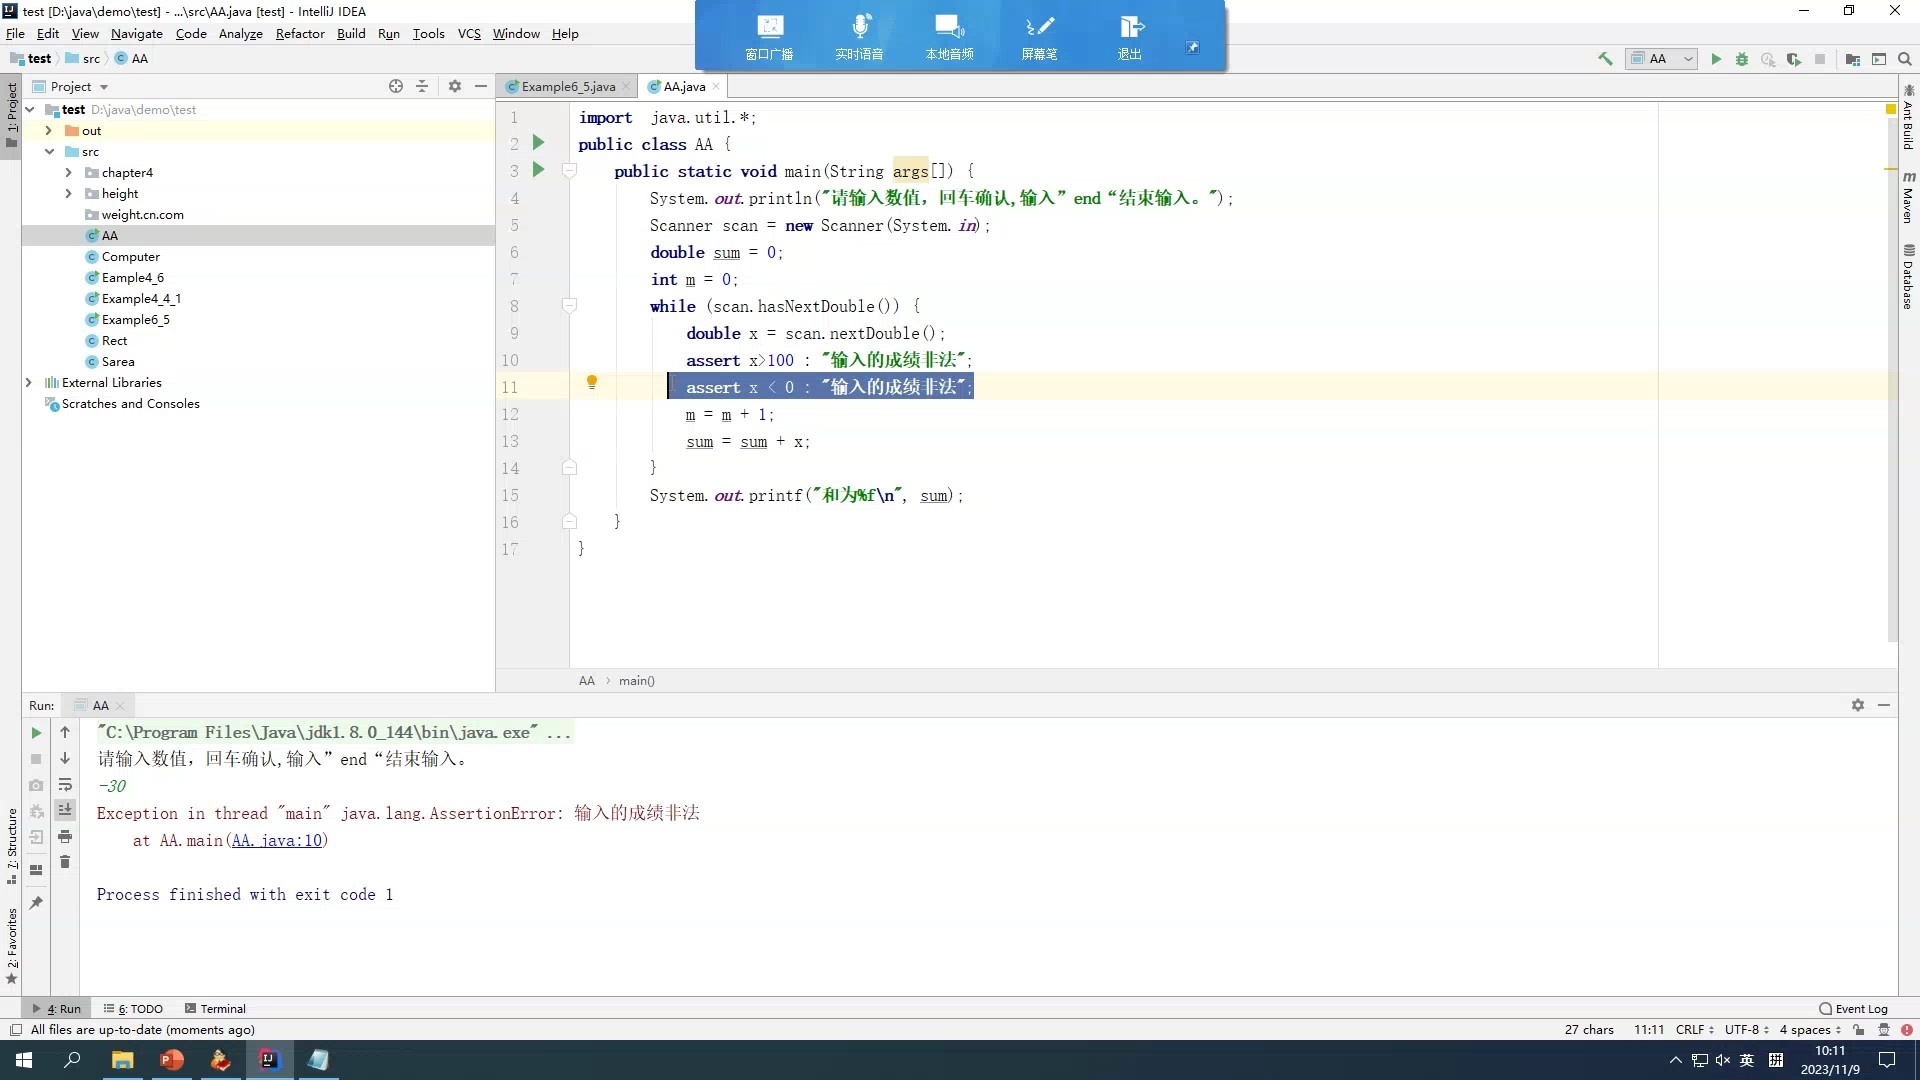 test [D:\java\demo\test] - ...\src\AA.java [test] - IntelliJ IDEA
File Edit View Navigate Code Analyze Refactor Build Run Tools VCS Window Help
窗口广播 实时语音 本地音频 屏幕笔 退出
test src AA
AA
Project
Example6_5.java AA.java
1: Project
test D:\java\demo\test
out
src
chapter4
height
weight.cn.com
AA
Computer
Eample4_6
Example4_4_1
Example6_5
Rect
Sarea
External Libraries
Scratches and Consoles
1 import java.util.*;
2 public class AA {
3 public static void main(String args[]) {
4 System.out.println("请输入数值，回车确认,输入”end“结束输入。");
5 Scanner scan = new Scanner(System.in);
6 double sum = 0;
7 int m = 0;
8 while (scan.hasNextDouble()) {
9 double x = scan.nextDouble();
10 assert x>100 : "输入的成绩非法";
11 assert x < 0 : "输入的成绩非法";
12 m = m + 1;
13 sum = sum + x;
14 }
15 System.out.printf("和为%f\n", sum);
16 }
17 }
AA › main()
Ant Build
Maven
Database
Run: AA
"C:\Program Files\Java\jdk1.8.0_144\bin\java.exe" ...
请输入数值，回车确认,输入”end“结束输入。
-30
Exception in thread "main" java.lang.AssertionError: 输入的成绩非法
at AA.main(AA.java:10)
Process finished with exit code 1
7: Structure
2: Favorites
4: Run 6: TODO Terminal Event Log
All files are up-to-date (moments ago) 27 chars 11:11 CRLF UTF-8 4 spaces
英 拼
10:11
2023/11/9